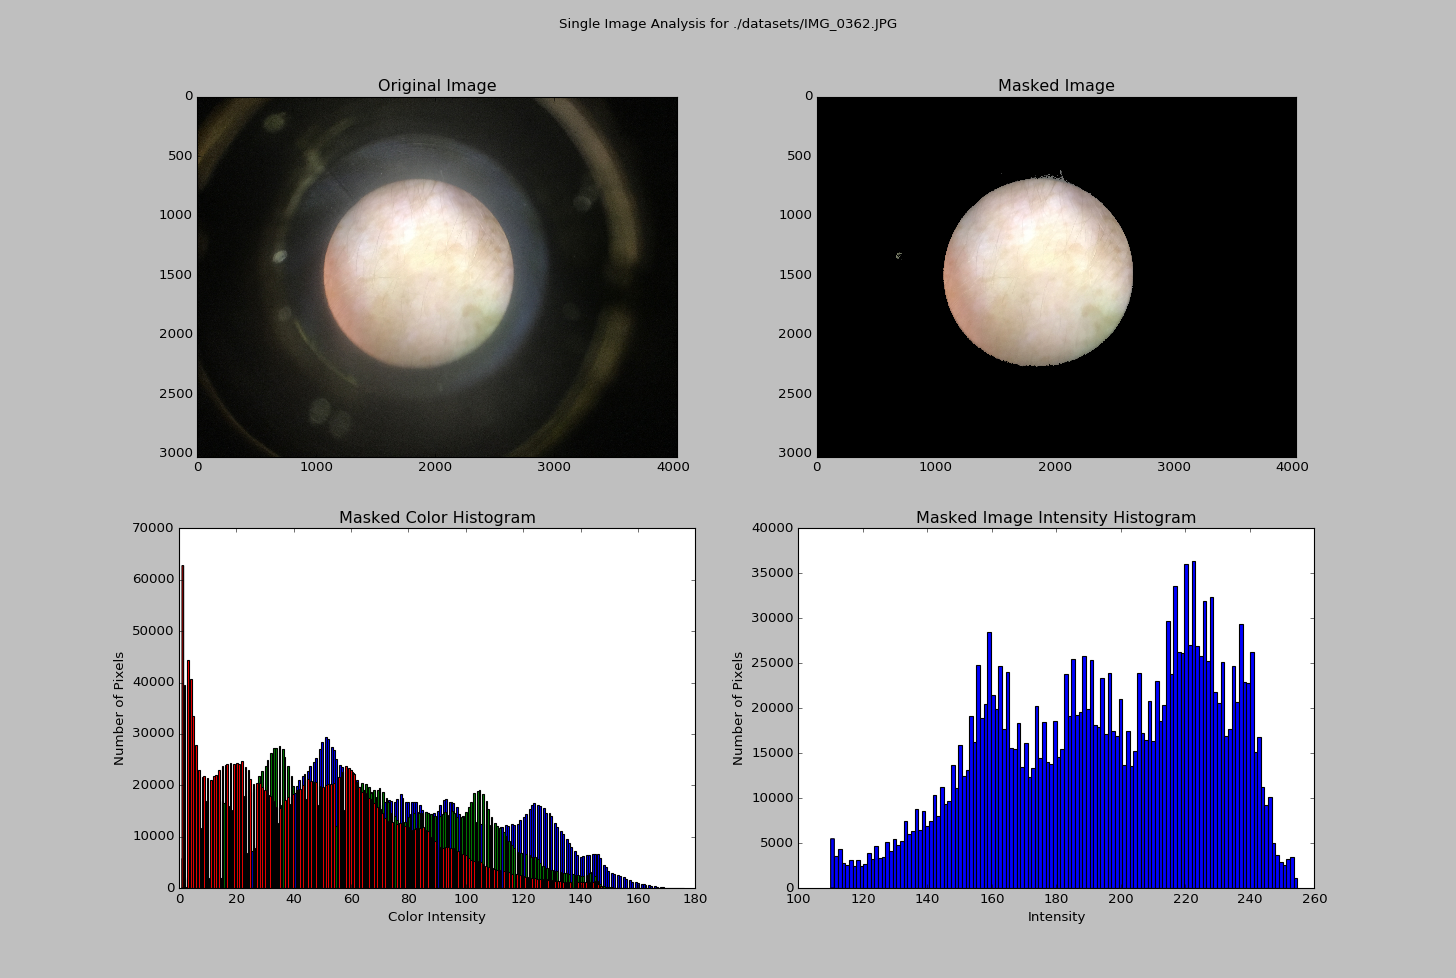 Single Image Analysis for ./datasets/IMG_0362.JPG
Original Image
Masked Image
0
500
1000
1500
2000
2500
3000
0 1000 2000 3000 4000
0
500
1000
1500
2000
2500
3000
0 1000 2000 3000 4000
Masked Color Histogram
Number of Pixels
70000
60000
50000
40000
30000
20000
10000
0
0 20 40 60 80 100 120 140 160 180
Color Intensity
Masked Image Intensity Histogram
Number of Pixels
40000
35000
30000
25000
20000
15000
10000
5000
0
100 120 140 160 180 200 220 240 260
Intensity